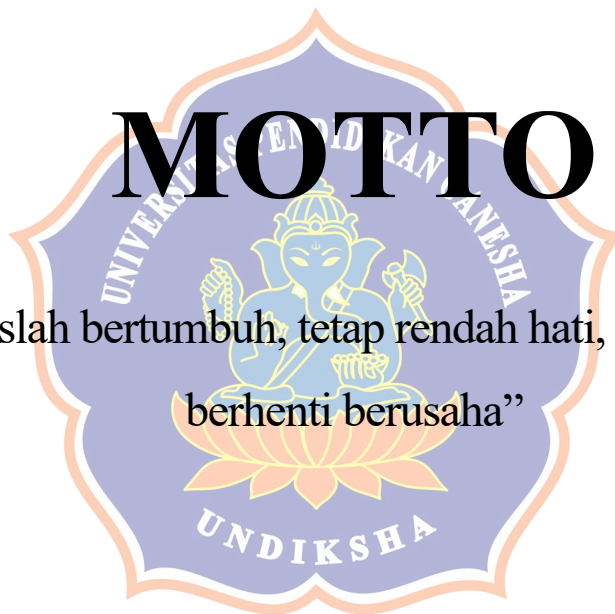 MOTTO
UNIVERSITAS PENDIDIKAN GANESHA
slah bertumbuh, tetap rendah hati,
berhenti berusaha”
UNDIKSHA